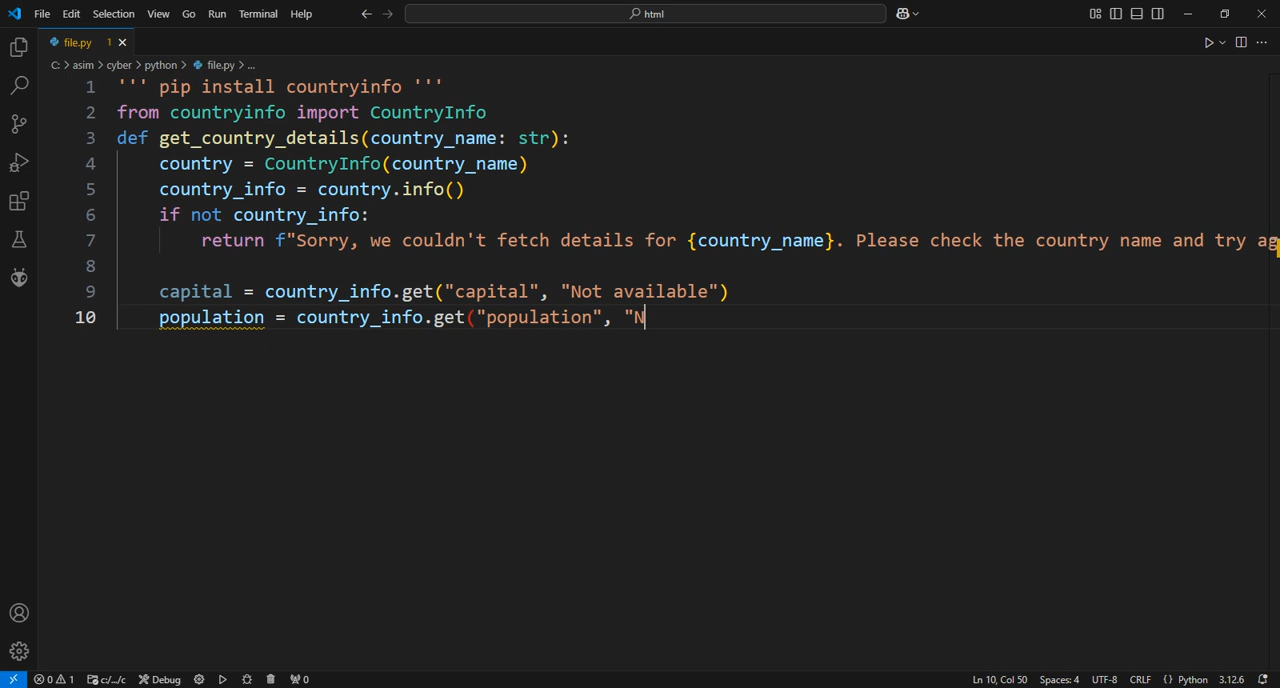 File Edit Selection View Go Run Terminal Help html
file.py 1
C: > asim > cyber > python > file.py > ...
1 ''' pip install countryinfo '''
2 from countryinfo import CountryInfo
3 def get_country_details(country_name: str):
4 country = CountryInfo(country_name)
5 country_info = country.info()
6 if not country_info:
7 return f"Sorry, we couldn't fetch details for {country_name}. Please check the country name and try ag
8
9 capital = country_info.get("capital", "Not available")
10 population = country_info.get("population", "N
0 1 c:/.../c Debug 0 Ln 10, Col 50 Spaces: 4 UTF-8 CRLF {} Python 3.12.6